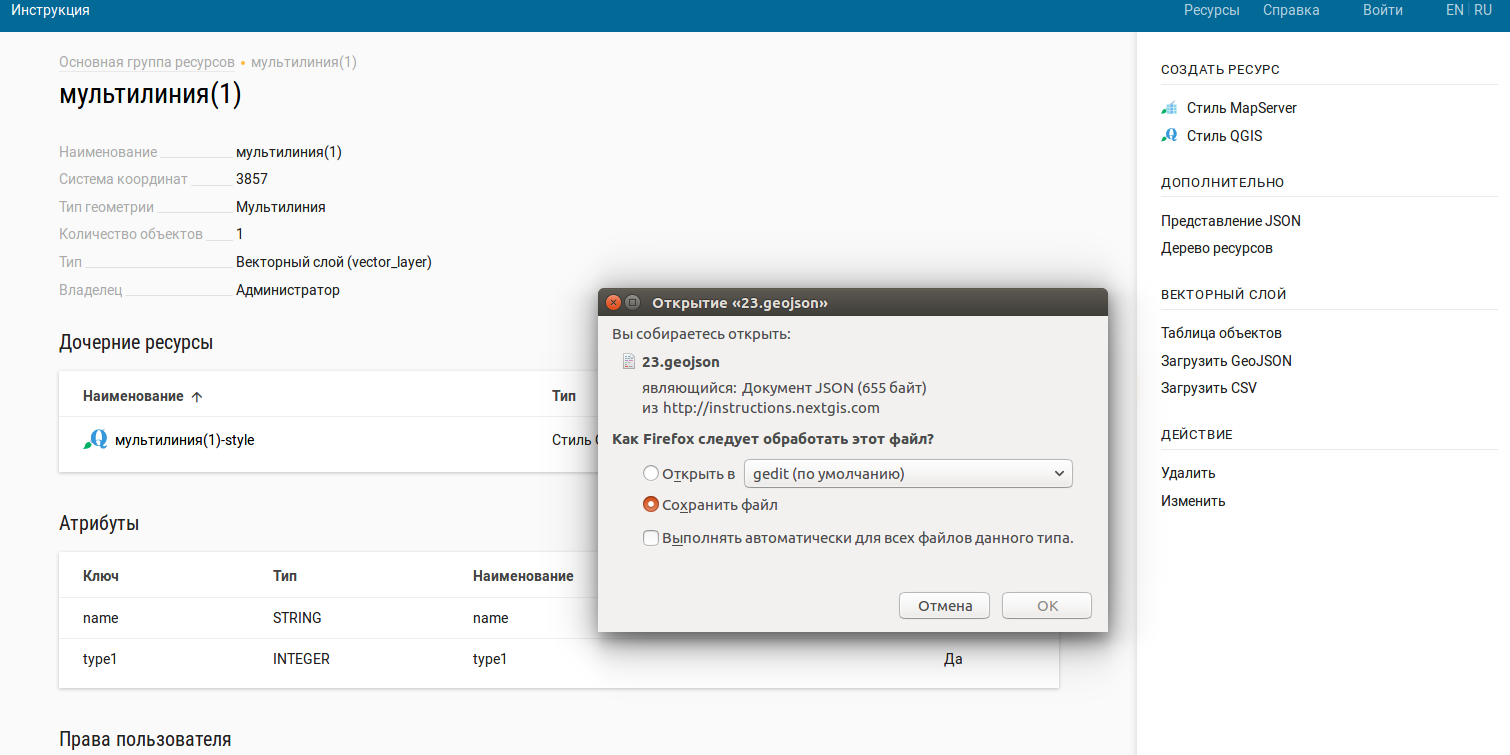 Инструкция
Ресурсы Справка Войти EN RU
Основная группа ресурсов • мультилиния(1)
мультилиния(1)
Наименование мультилиния(1)
Система координат 3857
Тип геометрии Мультилиния
Количество объектов 1
Тип Векторный слой (vector_layer)
Владелец Администратор
Дочерние ресурсы
Наименование ↑ Тип
мультилиния(1)-style Стиль
Атрибуты
Ключ Тип Наименование
name STRING name
type1 INTEGER type1 Да
Права пользователя
Открытие «23.geojson»
Вы собираетесь открыть:
23.geojson
являющийся: Документ JSON (655 байт)
из http://instructions.nextgis.com
Как Firefox следует обработать этот файл?
Открыть в gedit (по умолчанию)
Сохранить файл
Выполнять автоматически для всех файлов данного типа.
Отмена OK
СОЗДАТЬ РЕСУРС
Стиль MapServer
Стиль QGIS
ДОПОЛНИТЕЛЬНО
Представление JSON
Дерево ресурсов
ВЕКТОРНЫЙ СЛОЙ
Таблица объектов
Загрузить GeoJSON
Загрузить CSV
ДЕЙСТВИЕ
Удалить
Изменить